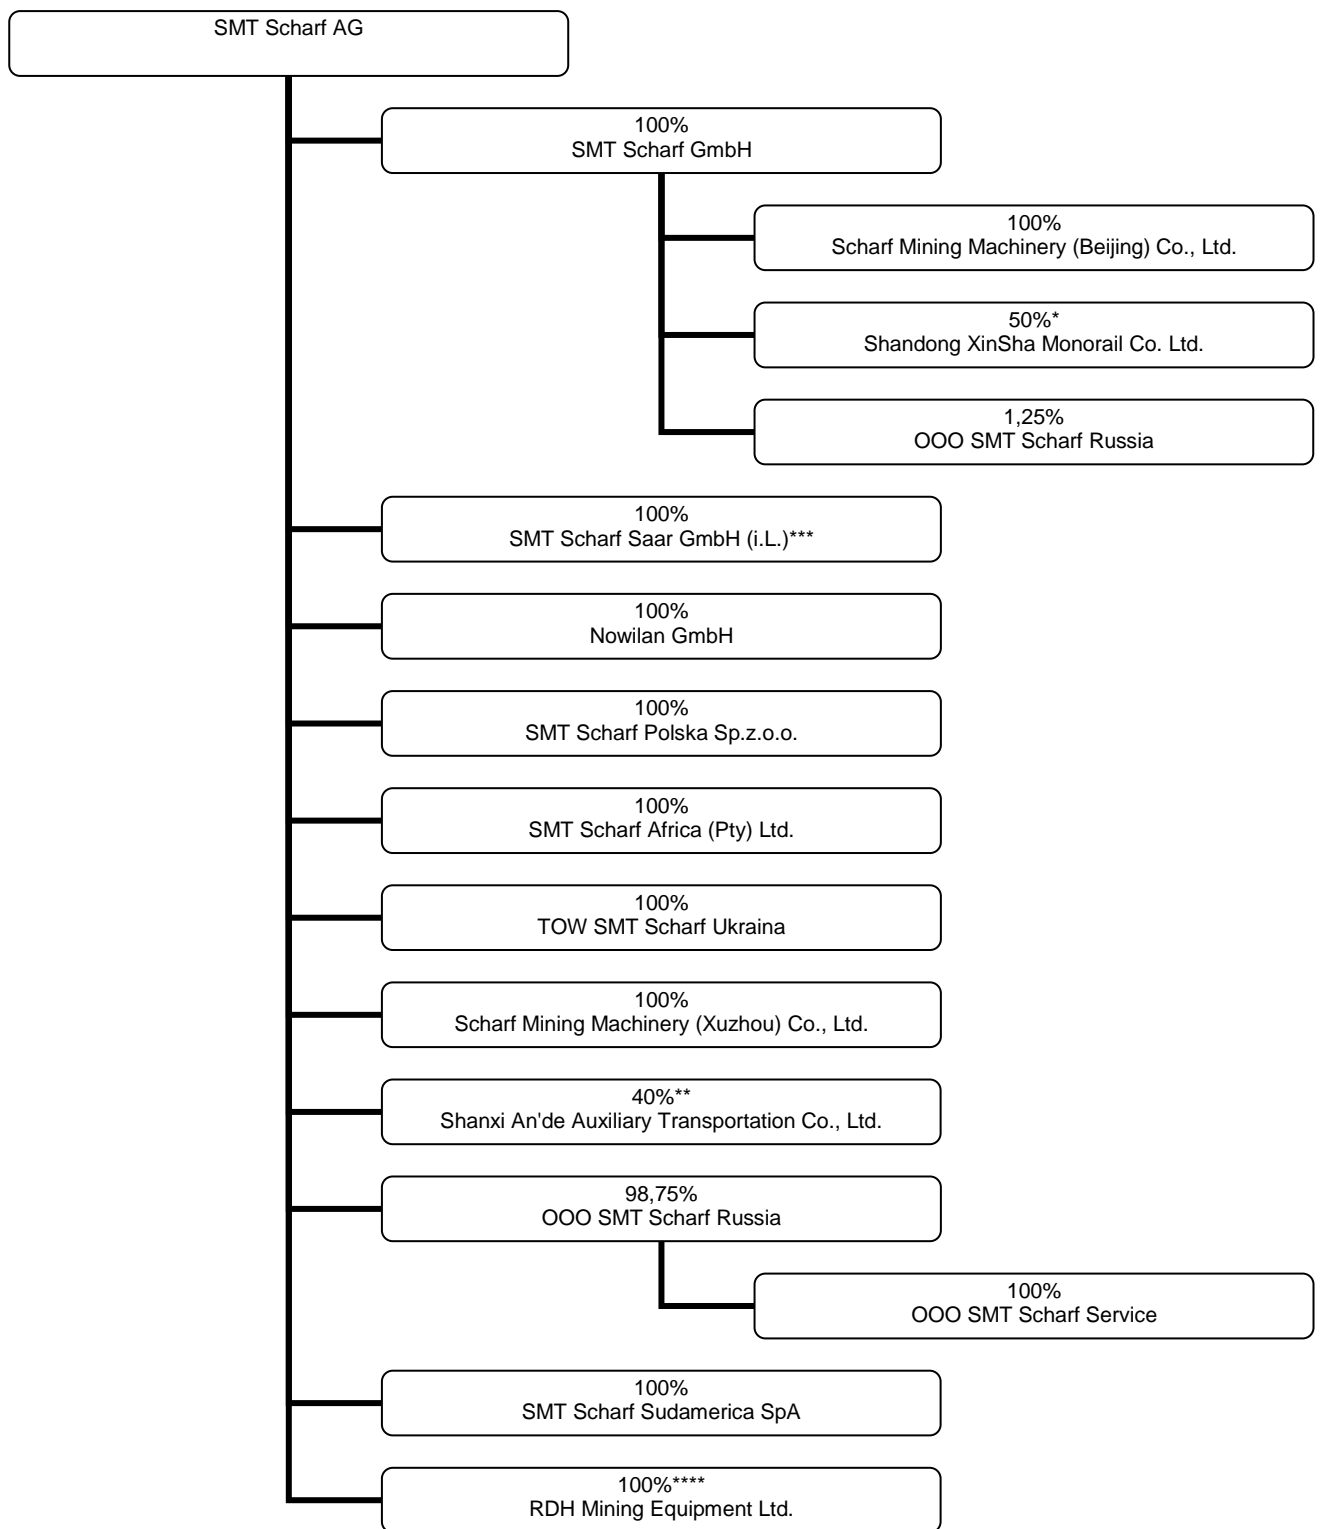 SMT Scharf AG
100%
SMT Scharf GmbH
100%
Scharf Mining Machinery (Beijing) Co., Ltd.
50%*
Shandong XinSha Monorail Co. Ltd.
1,25%
OOO SMT Scharf Russia
100%
SMT Scharf Saar GmbH (i.L.)***
100%
Nowilan GmbH
100%
SMT Scharf Polska Sp.z.o.o.
100%
SMT Scharf Africa (Pty) Ltd.
100%
TOW SMT Scharf Ukraina
100%
Scharf Mining Machinery (Xuzhou) Co., Ltd.
40%**
Shanxi An'de Auxiliary Transportation Co., Ltd.
98,75%
OOO SMT Scharf Russia
100%
OOO SMT Scharf Service
100%
SMT Scharf Sudamerica SpA
100%****
RDH Mining Equipment Ltd.